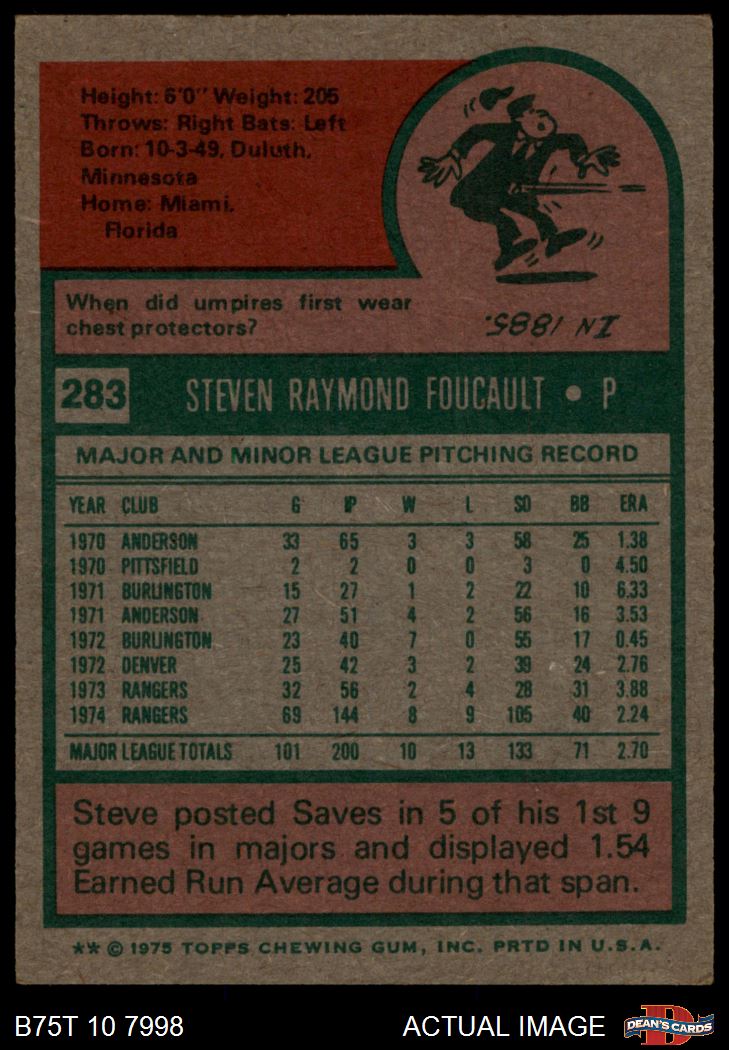 Height: 6'0" Weight: 205
Throws: Right Bats: Left
Born: 10-3-49, Duluth,
Minnesota
Home: Miami,
Florida
When did umpires first wear
chest protectors?
IN 1885.
283 STEVEN RAYMOND FOUCAULT • P
MAJOR AND MINOR LEAGUE PITCHING RECORD
YEAR CLUB G IP W L SO BB ERA
1970 ANDERSON 33 65 3 3 58 25 1.38
1970 PITTSFIELD 2 2 0 0 3 0 4.50
1971 BURLINGTON 15 27 1 2 22 10 6.33
1971 ANDERSON 27 51 4 2 56 16 3.53
1972 BURLINGTON 23 40 7 0 55 17 0.45
1972 DENVER 25 42 3 2 39 24 2.76
1973 RANGERS 32 56 2 4 28 31 3.88
1974 RANGERS 69 144 8 9 105 40 2.24
MAJOR LEAGUE TOTALS 101 200 10 13 133 71 2.70
Steve posted Saves in 5 of his 1st 9
games in majors and displayed 1.54
Earned Run Average during that span.
** © 1975 TOPPS CHEWING GUM, INC. PRTD IN U.S.A.
B75T 10 7998 ACTUAL IMAGE D DEAN'S CARDS